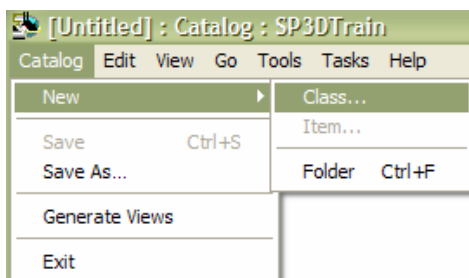 [Untitled] : Catalog : SP3DTrain
Catalog Edit View Go Tools Tasks Help
New Class...
Item...
Save Ctrl+S
Save As... Folder Ctrl+F
Generate Views
Exit